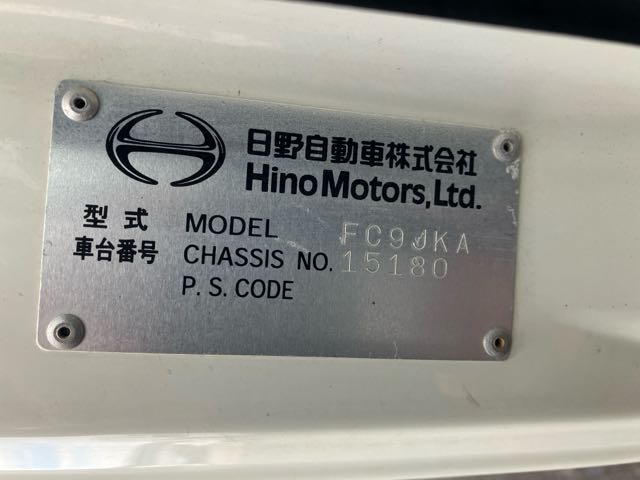 日野自動車株式会社
Hino Motors, Ltd.
型式 MODEL FC9JKA
車台番号 CHASSIS NO. 15180
P. S. CODE